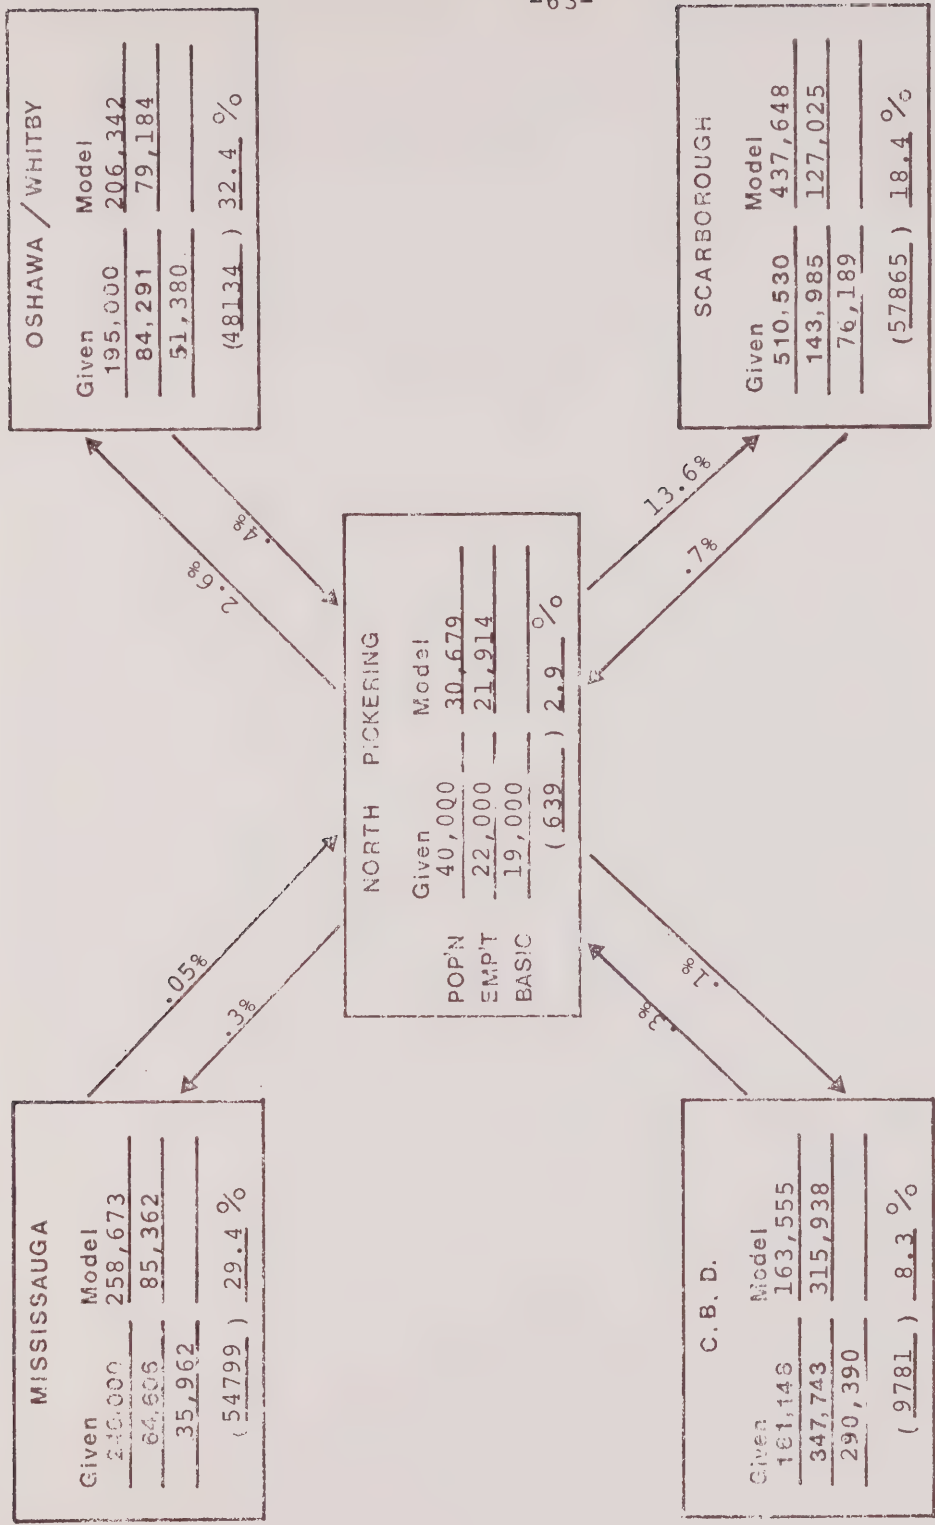 -63-
MISSISSAUGA
Given Model
258,673
85,362
35,962
(54799) 29.4 %
OSHAWA / WHITBY
Given Model
195,000 206,342
84,291 79,184
51,380
(48134) 32.4 %
.05%
.3%
2.6%
.4%
NORTH PICKERING
Given Model
POP'N 40,000 30,679
EMP'T 22,000 21,914
BASIC 19,000
(639) 2.9 %
.3%
.1%
13.6%
.7%
C. B. D.
Given Model
163,555
347,743 315,938
290,390
(9781) 8.3 %
SCARBOROUGH
Given Model
510,530 437,648
143,985 127,025
76,189
(57865) 18.4 %